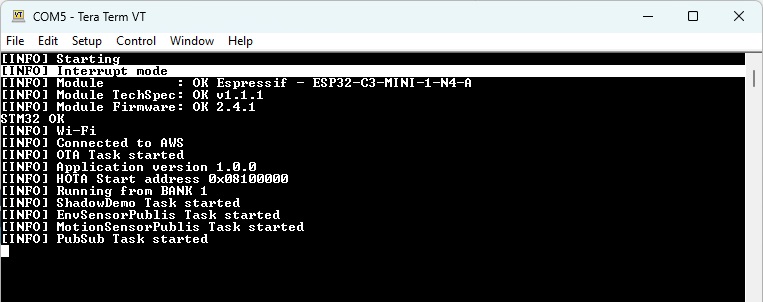 COM5 - Tera Term VT
File Edit Setup Control Window Help
[INFO] Starting
[INFO] Interrupt mode
[INFO] Module         : OK Espressif - ESP32-C3-MINI-1-N4-A
[INFO] Module TechSpec: OK v1.1.1
[INFO] Module Firmware: OK 2.4.1
STM32 OK
[INFO] Wi-Fi
[INFO] Connected to AWS
[INFO] OTA Task started
[INFO] Application version 1.0.0
[INFO] HOTA Start address 0x08100000
[INFO] Running from BANK 1
[INFO] ShadowDemo Task started
[INFO] EnvSensorPublis Task started
[INFO] MotionSensorPublis Task started
[INFO] PubSub Task started